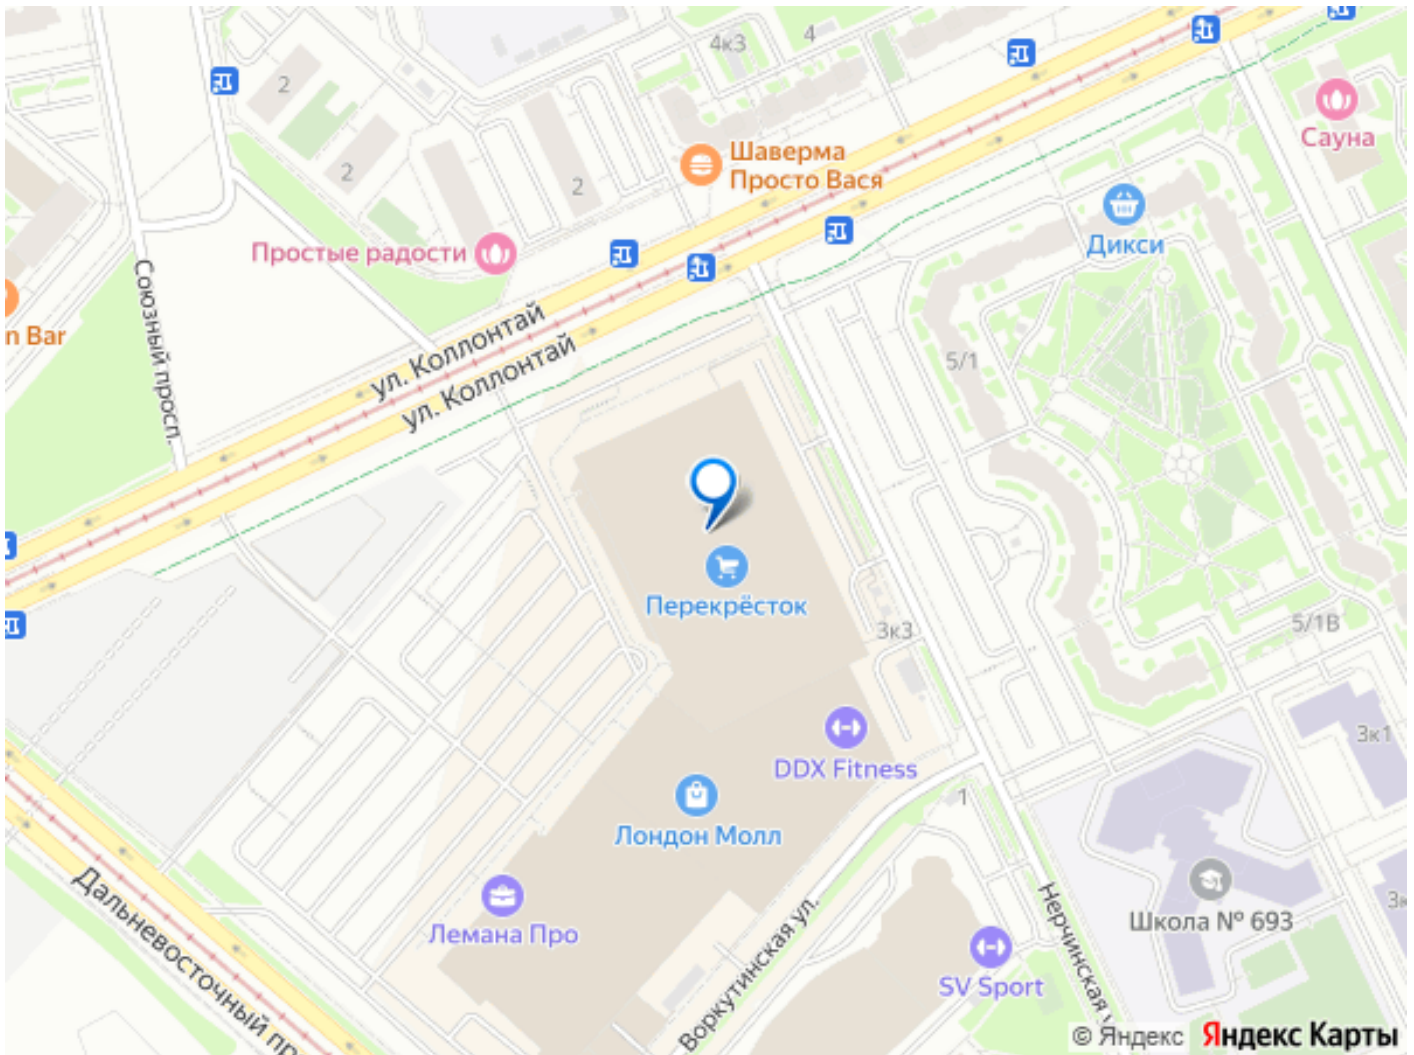 4к3
4
2
2
2
Сауна
Шаверма
Просто Вася
Дикси
Простые радости
Союзный просп.
n Bar
ул. Коллонтай
ул. Коллонтай
5/1
Перекрёсток
3к3
5/1В
3к1
DDX Fitness
1
Лондон Молл
Лемана Про
Школа № 693
3к
Дальневосточный пр
Воркутинская ул.
Нерчинская у
SV Sport
© Яндекс Яндекс Карты